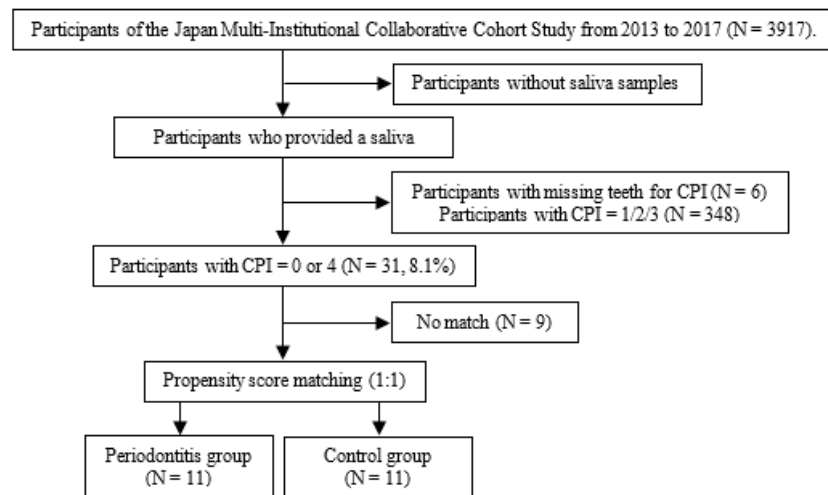 Participants of the Japan Multi-Institutional Collaborative Cohort Study from 2013 to 2017 (N = 3917).
Participants without saliva samples
Participants who provided a saliva
Participants with missing teeth for CPI (N = 6)
Participants with CPI = 1/2/3 (N = 348)
Participants with CPI = 0 or 4 (N = 31, 8.1%)
No match (N = 9)
Propensity score matching (1:1)
Periodontitis group
(N = 11)
Control group
(N = 11)